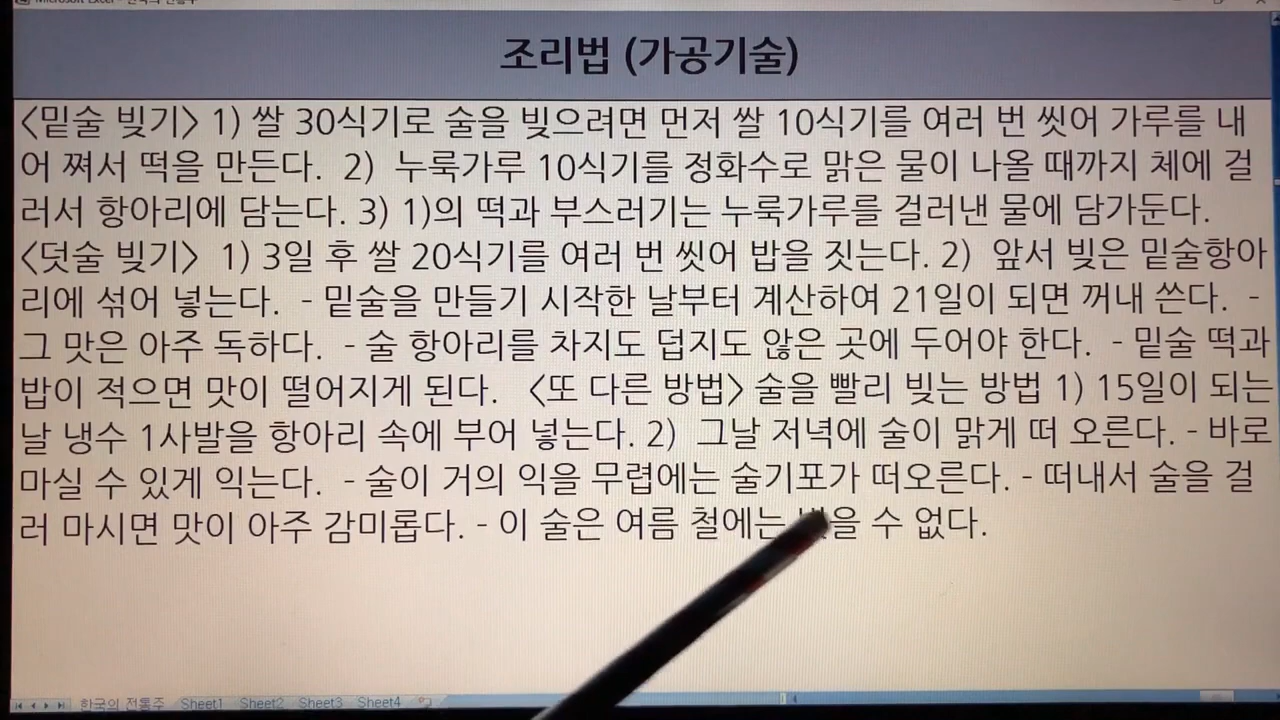 조리법 (가공기술)
<밑술 빚기> 1) 쌀 30식기로 술을 빚으려면 먼저 쌀 10식기를 여러 번 씻어 가루를 내
어 쪄서 떡을 만든다. 2) 누룩가루 10식기를 정화수로 맑은 물이 나올 때까지 체에 걸
러서 항아리에 담는다. 3) 1)의 떡과 부스러기는 누룩가루를 걸러낸 물에 담가둔다.
<덧술 빚기> 1) 3일 후 쌀 20식기를 여러 번 씻어 밥을 짓는다. 2) 앞서 빚은 밑술항아
리에 섞어 넣는다. - 밑술을 만들기 시작한 날부터 계산하여 21일이 되면 꺼내 쓴다. -
그 맛은 아주 독하다. - 술 항아리를 차지도 덥지도 않은 곳에 두어야 한다. - 밑술 떡과
밥이 적으면 맛이 떨어지게 된다. <또 다른 방법> 술을 빨리 빚는 방법 1) 15일이 되는
날 냉수 1사발을 항아리 속에 부어 넣는다. 2) 그날 저녁에 술이 맑게 떠 오른다. - 바로
마실 수 있게 익는다. - 술이 거의 익을 무렵에는 술기포가 떠오른다. - 떠내서 술을 걸
러 마시면 맛이 아주 감미롭다. - 이 술은 여름 철에는 수 없다.
한국의 전통주 Sheet1 Sheet2 Sheet3 Sheet4